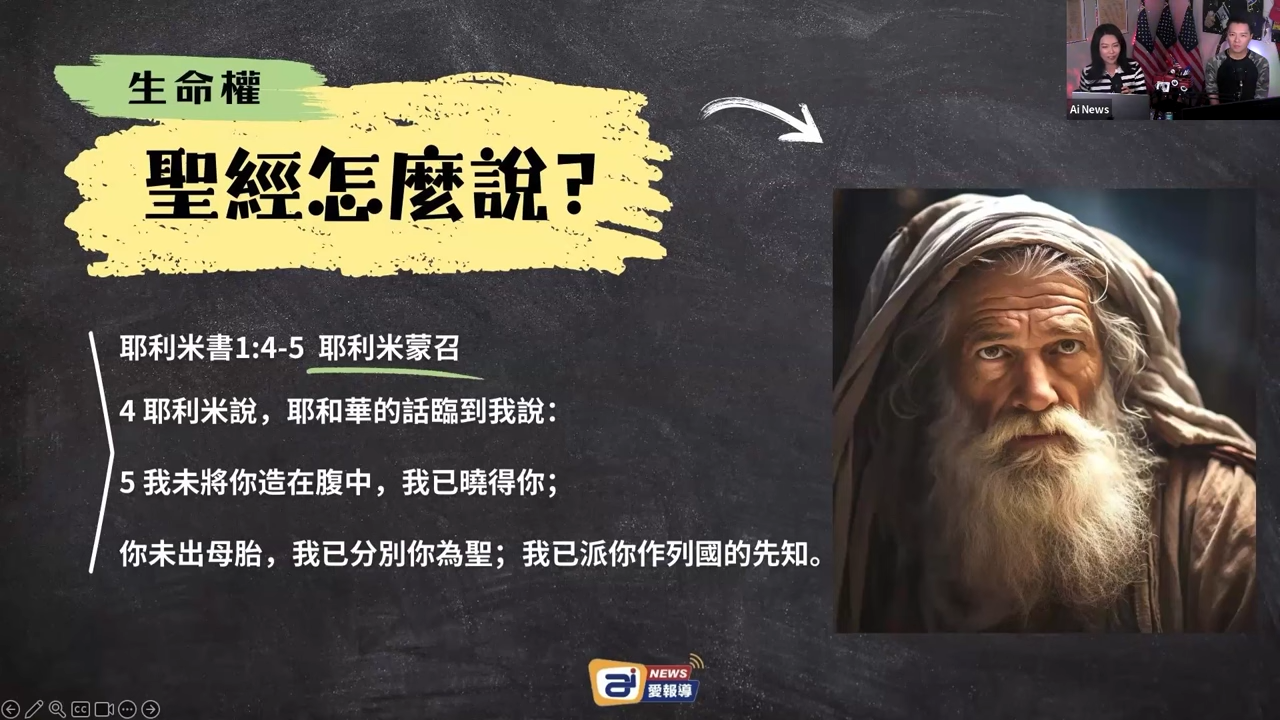 生命權
聖經怎麼說?
Ai News
耶利米書1:4-5 耶利米蒙召
4 耶利米說，耶和華的話臨到我說：
5 我未將你造在腹中，我已曉得你；
你未出母胎，我已分別你為聖；我已派你作列國的先知。
ai NEWS
愛報導
CC